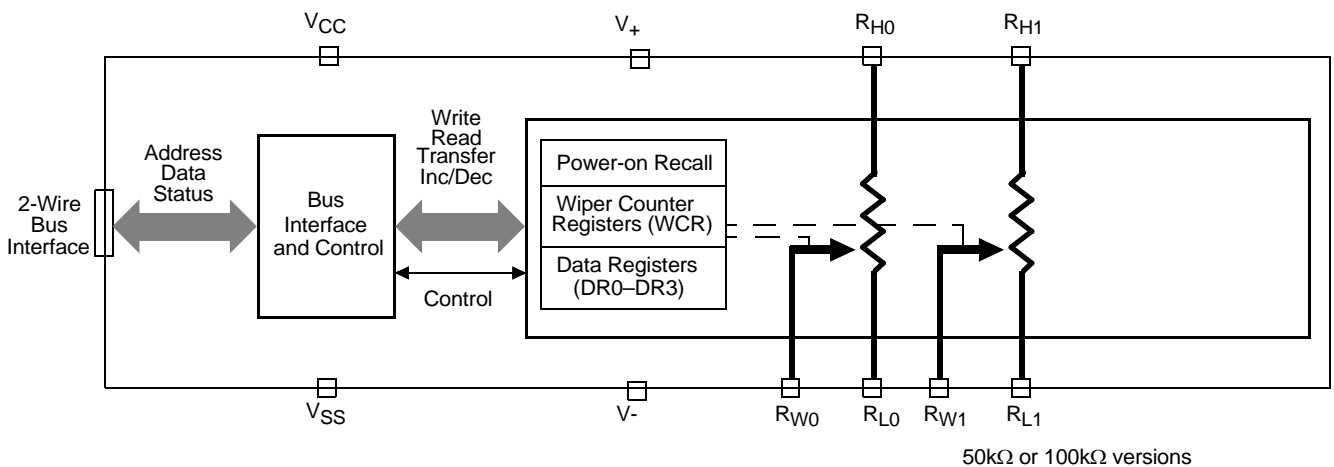 VCC
V+
RH0
RH1
Address
Data
Status
2-Wire
Bus
Interface
Bus
Interface
and Control
Write
Read
Transfer
Inc/Dec
Control
Power-on Recall
Wiper Counter
Registers (WCR)
Data Registers
(DR0–DR3)
VSS
V-
RW0
RL0
RW1
RL1
50kΩ or 100kΩ versions